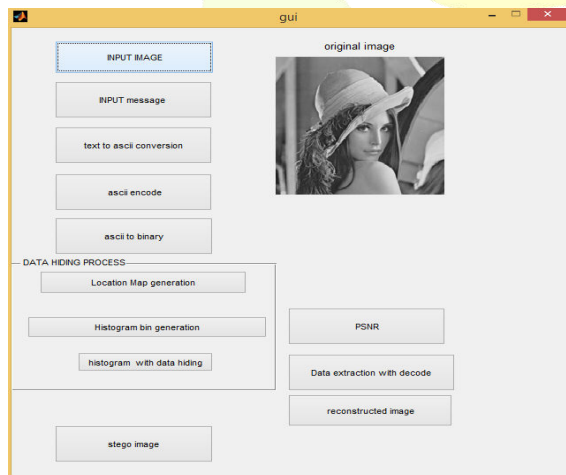 gui
INPUT IMAGE
original image
INPUT message
text to ascii conversion
ascii encode
ascii to binary
DATA HIDING PROCESS
Location Map generation
Histogram bin generation
histogram with data hiding
PSNR
Data extraction with decode
reconstructed image
stego image